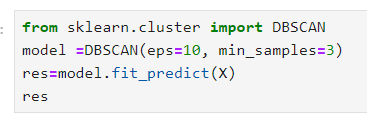 :
from sklearn.cluster import DBSCAN
model =DBSCAN(eps=10, min_samples=3)
res=model.fit_predict(X)
res